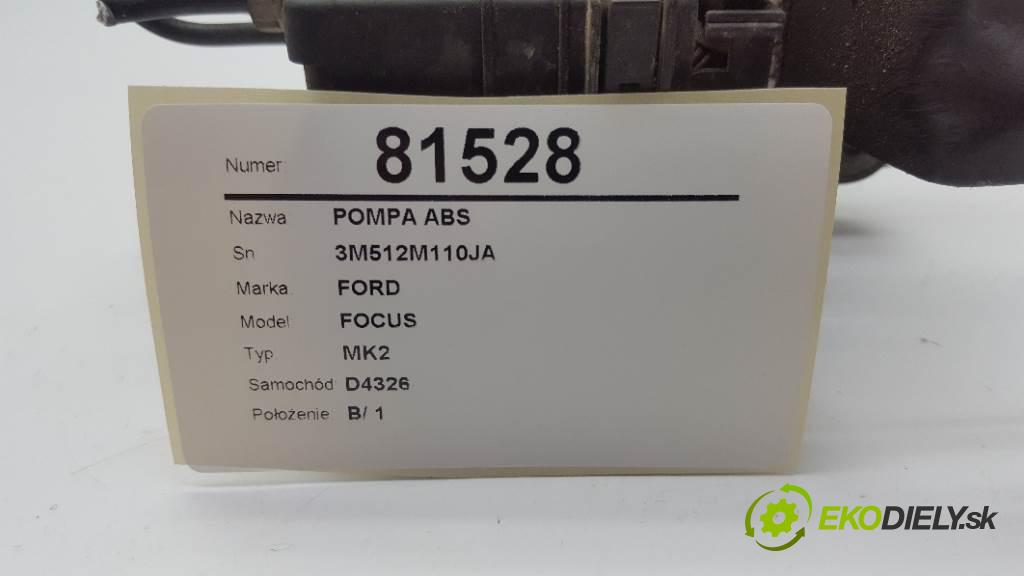 Numer: 81528
Nazwa POMPA ABS
Sn 3M512M110JA
Marka FORD
Model FOCUS
Typ MK2
Samochód D4326
Położenie B/ 1
EKODIELY.sk